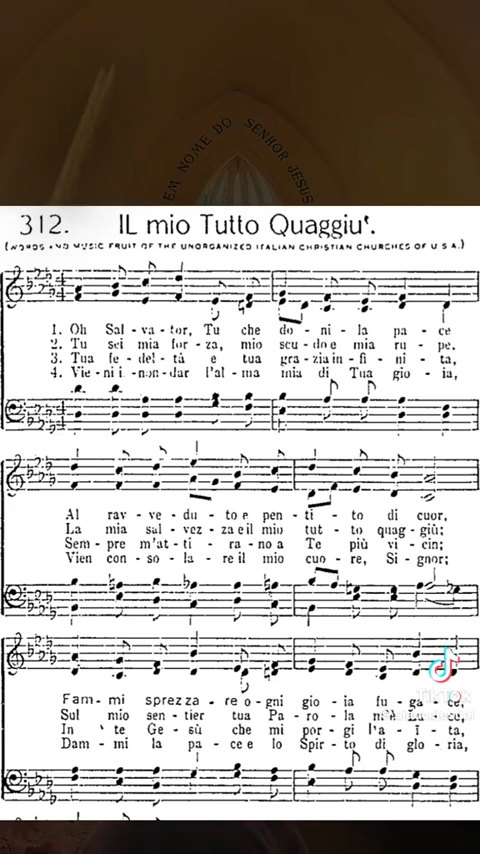 EM NOME DO SENHOR JESUS
312. IL mio Tutto Quaggiu'.
(WORDS AND MUSIC FRUIT OF THE UNORGANIZED ITALIAN CHRISTIAN CHURCHES OF U S A.)
1. Oh Sal - va - tor, Tu che do - ni - la pa - ce
2. Tu sei mia for - za, mio scu - do e mia ru - pe.
3. Tua fe - del - tà e tua gra - zia in - fi - ni - ta,
4. Vie - ni i - non - dar l'al - ma mia di Tua gio - ia,
Al rav - ve - du - to e pen - ti - to di cuor,
La mia sal - vez - za e il mio tut - to quag - giù;
Sem - pre m'at - ti - ra - no a Te più vi - cin;
Vien con - so - la - re il mio cuo - re, Si - gnor;
Fam - mi sprezza - re o - gni gio - ia fu - ga - ce,
Sul mio sen - tier tua Pa - ro - la m'è Lu - ce,
In 'te Ge - sù che mi por - gi l'a - ï - ta,
Dam - mi la pa - ce e lo Spir - to di glo - ria,
TikTok